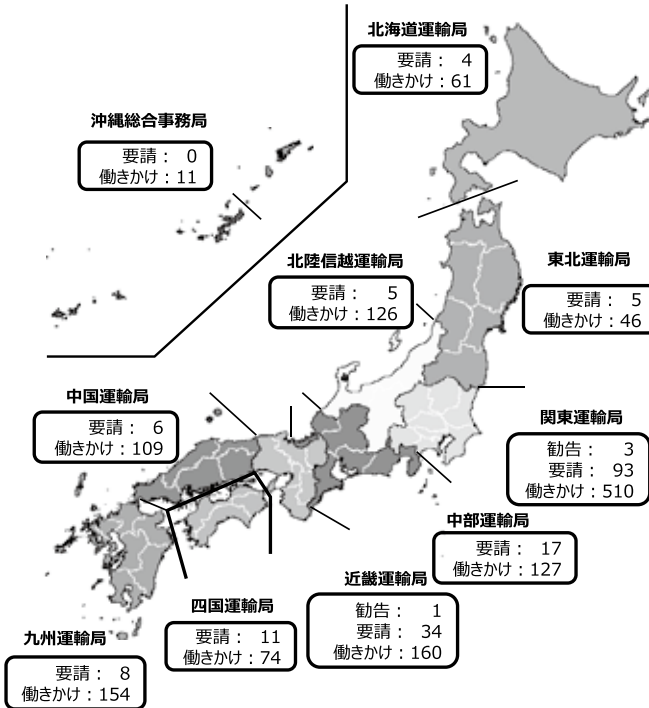 北海道運輸局
要請： 4
働きかけ：61
沖縄総合事務局
要請： 0
働きかけ：11
北陸信越運輸局
要請： 5
働きかけ：126
東北運輸局
要請： 5
働きかけ：46
中国運輸局
要請： 6
働きかけ：109
関東運輸局
勧告： 3
要請： 93
働きかけ：510
中部運輸局
要請： 17
働きかけ：127
近畿運輸局
勧告： 1
要請： 34
働きかけ：160
四国運輸局
要請： 11
働きかけ：74
九州運輸局
要請： 8
働きかけ：154